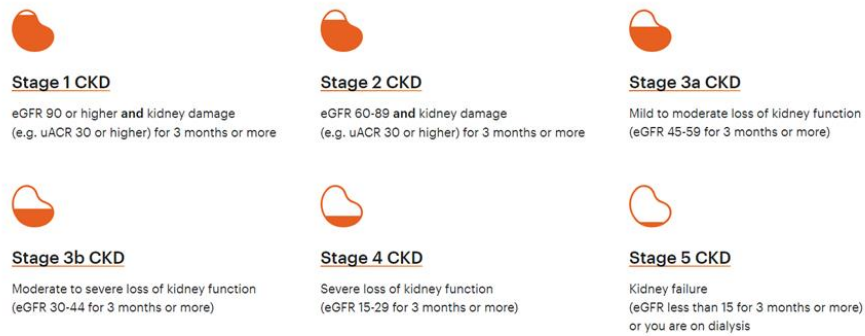 Stage 1 CKD
eGFR 90 or higher and kidney damage
(e.g. uACR 30 or higher) for 3 months or more
Stage 2 CKD
eGFR 60-89 and kidney damage
(e.g. uACR 30 or higher) for 3 months or more
Stage 3a CKD
Mild to moderate loss of kidney function
(eGFR 45-59 for 3 months or more)
Stage 3b CKD
Moderate to severe loss of kidney function
(eGFR 30-44 for 3 months or more)
Stage 4 CKD
Severe loss of kidney function
(eGFR 15-29 for 3 months or more)
Stage 5 CKD
Kidney failure
(eGFR less than 15 for 3 months or more)
or you are on dialysis